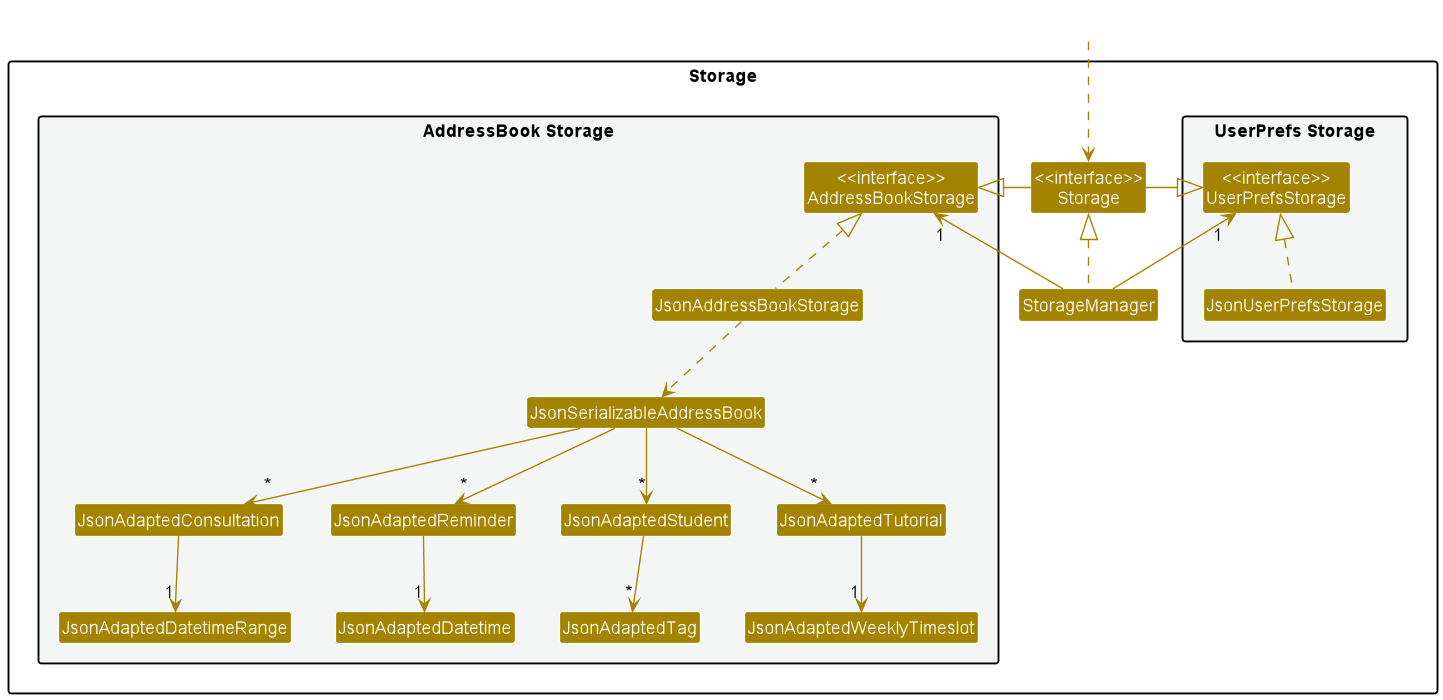 Storage
AddressBook Storage
UserPrefs Storage
<<interface>>
AddressBookStorage
<<interface>>
Storage
<<interface>>
UserPrefsStorage
1
1
JsonAddressBookStorage
StorageManager
JsonUserPrefsStorage
JsonSerializableAddressBook
*
*
*
*
JsonAdaptedConsultation
JsonAdaptedReminder
JsonAdaptedStudent
JsonAdaptedTutorial
1
1
*
1
JsonAdaptedDatetimeRange
JsonAdaptedDatetime
JsonAdaptedTag
JsonAdaptedWeeklyTimeslot